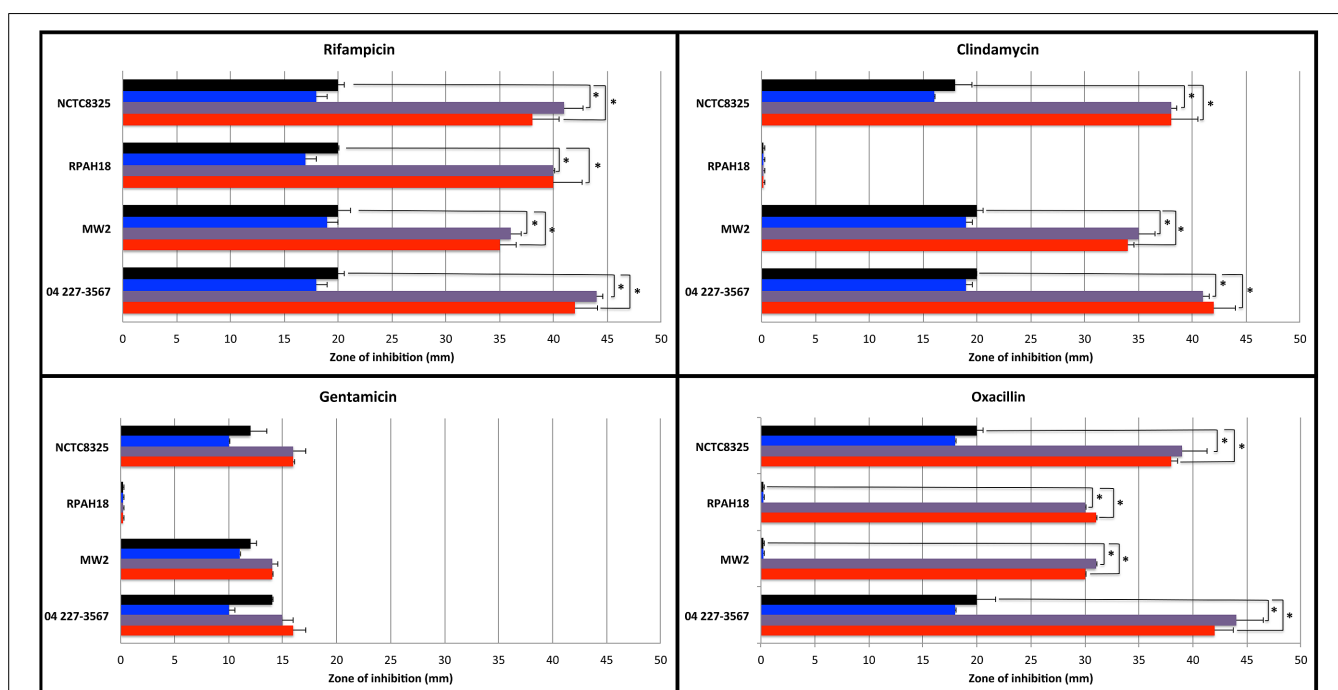 Rifampicin
NCTC8325
*
*
RPAH18
*
*
MW2
*
*
04 227-3567
*
*
0 5 10 15 20 25 30 35 40 45 50
Zone of inhibition (mm)
Clindamycin
NCTC8325
*
*
RPAH18
MW2
*
*
04 227-3567
*
*
0 5 10 15 20 25 30 35 40 45 50
Zone of inhibition (mm)
Gentamicin
NCTC8325
RPAH18
MW2
04 227-3567
0 5 10 15 20 25 30 35 40 45 50
Zone of inhibition (mm)
Oxacillin
NCTC8325
*
*
RPAH18
*
*
MW2
*
*
04 227-3567
*
*
0 5 10 15 20 25 30 35 40 45 50
Zone of inhibition (mm)